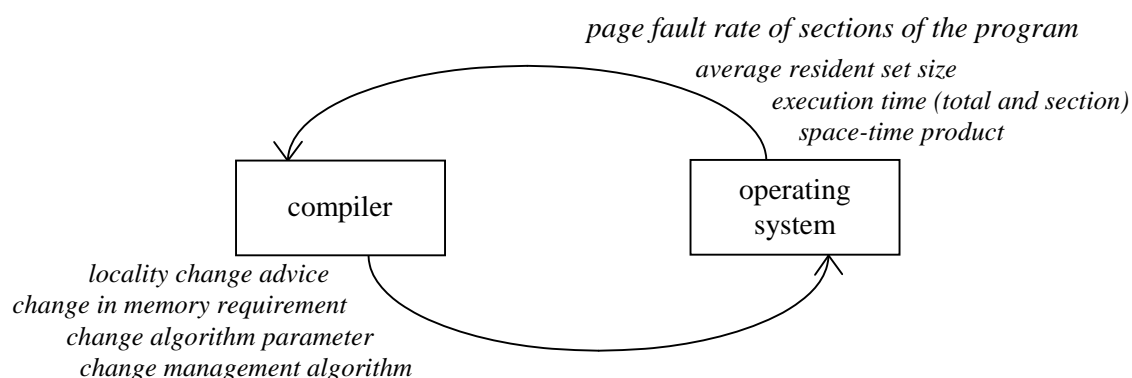 page fault rate of sections of the program
average resident set size
execution time (total and section)
space-time product
compiler
operating
system
locality change advice
change in memory requirement
change algorithm parameter
change management algorithm